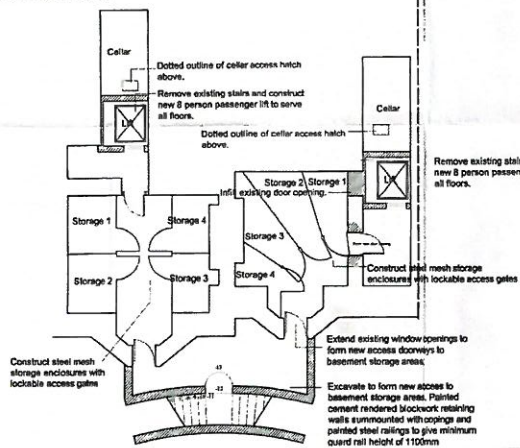 Dotted outline of cellar access hatch
above.
Remove existing stairs and construct
new 8 person passenger lift to serve
all floors.
Cellar
Cellar
Dotted outline of cellar access hatch
above.
Remove existing stai
new 8 person passen
all floors.
Storage 2
Storage 1
Infill existing door opening.
Storage 1
Storage 4
Storage 3
Storage 2
Storage 3
Storage 4
Construct steel mesh storage
enclosures with lockable access gates
Construct steel mesh
storage enclosures with
lockable access gates
Extend existing window openings to
form new access doorways to
basement storage areas.
Excavate to form new access to
basement storage areas. Painted
cement rendered blockwork retaining
walls surmounted with copings and
painted steel railings to give minimum
guard rail height of 1100mm